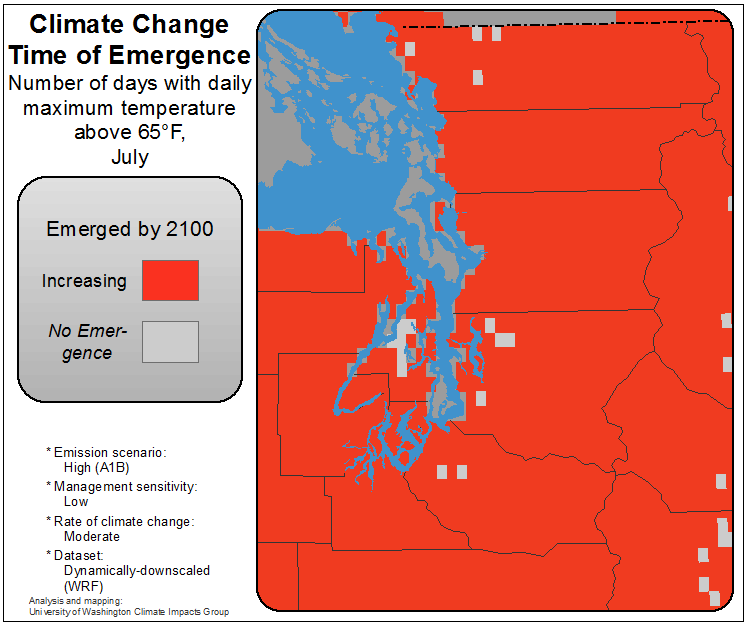 Climate Change
Time of Emergence
Number of days with daily
maximum temperature
above 65°F,
July
Emerged by 2100
Increasing
No Emer-
gence
* Emission scenario:
High (A1B)
* Management sensitivity:
Low
* Rate of climate change:
Moderate
* Dataset:
Dynamically-downscaled
(WRF)
Analysis and mapping:
University of Washington Climate Impacts Group